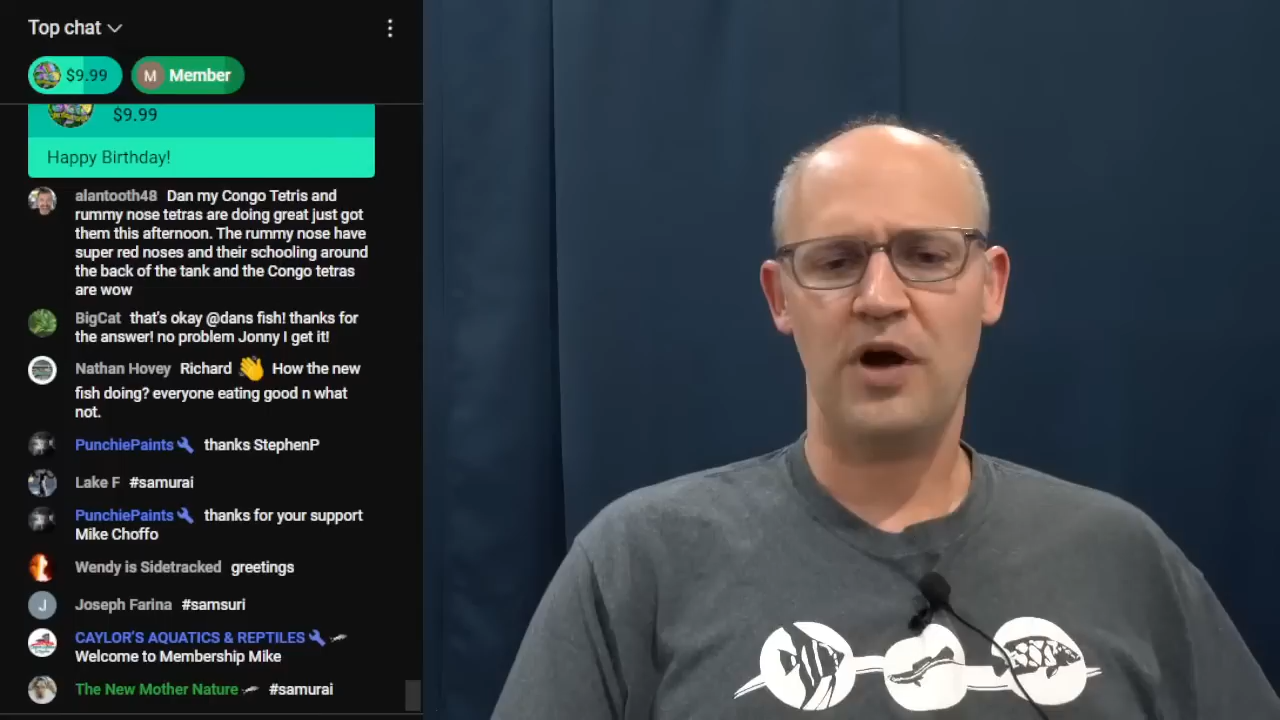 Top chat
$9.99
M Member
$9.99
Happy Birthday!
alantooth48 Dan my Congo Tetris and
rummy nose tetras are doing great just got
them this afternoon. The rummy nose have
super red noses and their schooling around
the back of the tank and the Congo tetras
are wow
BigCat that's okay @dans fish! thanks for
the answer! no problem Jonny I get it!
Nathan Hovey Richard 👋 How the new
fish doing? everyone eating good n what
not.
PunchiePaints thanks StephenP
Lake F #samurai
PunchiePaints thanks for your support
Mike Choffo
Wendy is Sidetracked greetings
J Joseph Farina #samsuri
CAYLOR'S AQUATICS & REPTILES
Welcome to Membership Mike
The New Mother Nature #samurai